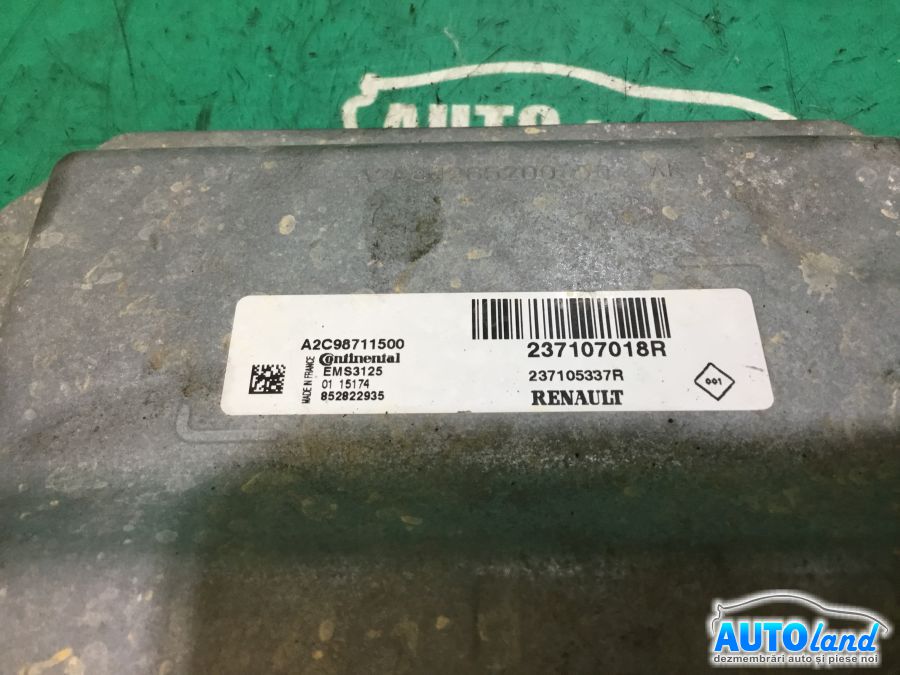 AUTO
A2C98711500
Continental
EMS3125
01 15174
852822935
MADE IN FRANCE
237107018R
237105337R
RENAULT
001
AUTOland
dezmembrări auto și piese noi